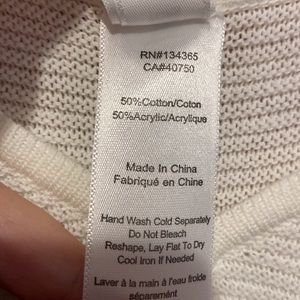 RN#134365
CA#40750
50%Cotton/Coton
50%Acrylic/Acrylique
Made In China
Fabriqué en Chine
Hand Wash Cold Separately
Do Not Bleach
Reshape, Lay Flat To Dry
Cool Iron If Needed
Laver à la main à l'eau froide
séparément